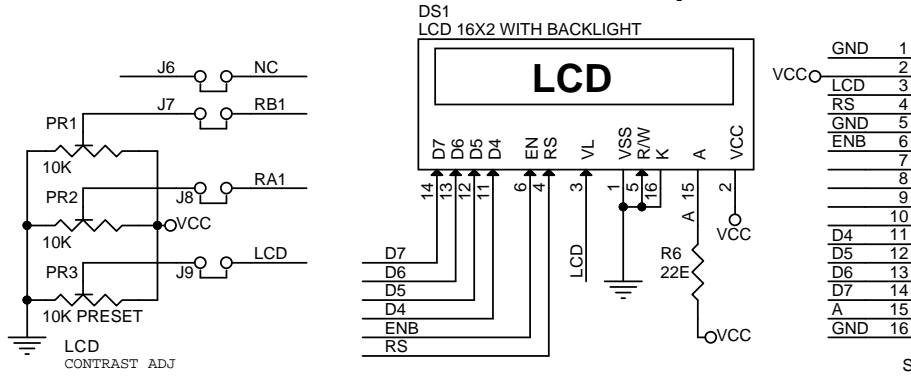 DS1
LCD 16X2 WITH BACKLIGHT
LCD
D7 D6 D5 D4 EN RS VL VSS R/W K A VCC
14 13 12 11 6 4 3 1 5 16 15 2
J6 NC
J7 RB1
PR1
10K
J8 RA1
PR2
10K
VCC
J9 LCD
PR3
10K PRESET
LCD
CONTRAST ADJ
D7
D6
D5
D4
ENB
RS
LCD
A
R6
22E
VCC
VCC
GND 1
VCC 2
LCD 3
RS 4
GND 5
ENB 6
7
8
9
10
D4 11
D5 12
D6 13
D7 14
A 15
GND 16
S